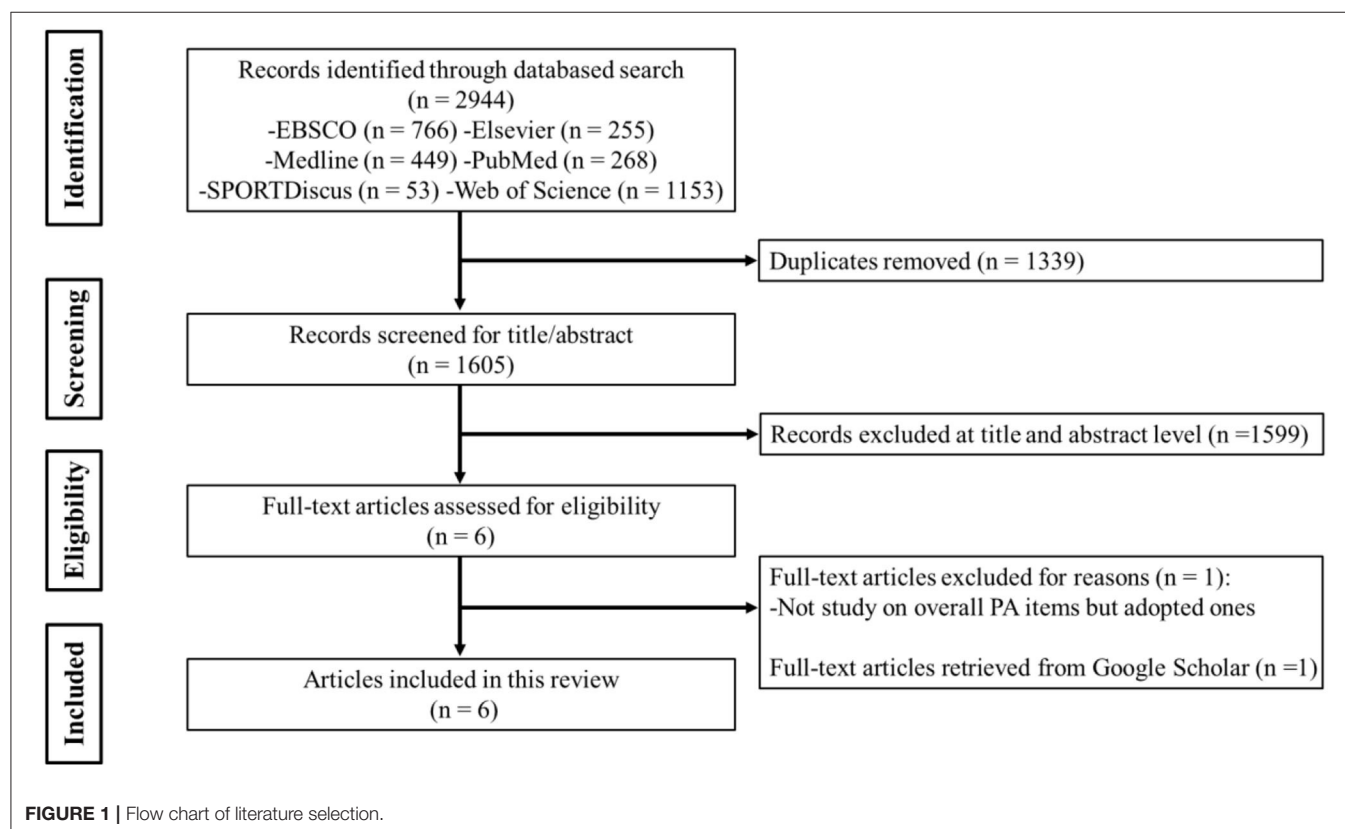 Identification
Records identified through databased search
(n = 2944)
-EBSCO (n = 766) -Elsevier (n = 255)
-Medline (n = 449) -PubMed (n = 268)
-SPORTDiscus (n = 53) -Web of Science (n = 1153)
Duplicates removed (n = 1339)
Screening
Records screened for title/abstract
(n = 1605)
Records excluded at title and abstract level (n =1599)
Eligibility
Full-text articles assessed for eligibility
(n = 6)
Full-text articles excluded for reasons (n = 1):
-Not study on overall PA items but adopted ones
Full-text articles retrieved from Google Scholar (n =1)
Included
Articles included in this review
(n = 6)
FIGURE 1 | Flow chart of literature selection.